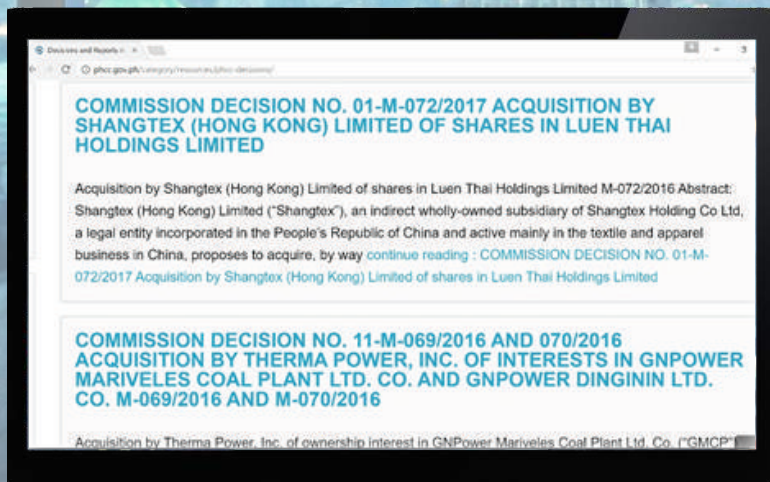 Decisions and Reports
phcc.gov.ph/category/resources/phcc-decisions/
COMMISSION DECISION NO. 01-M-072/2017 ACQUISITION BY
SHANGTEX (HONG KONG) LIMITED OF SHARES IN LUEN THAI
HOLDINGS LIMITED
Acquisition by Shangtex (Hong Kong) Limited of shares in Luen Thai Holdings Limited M-072/2016 Abstract:
Shangtex (Hong Kong) Limited (“Shangtex”), an indirect wholly-owned subsidiary of Shangtex Holding Co Ltd,
a legal entity incorporated in the People’s Republic of China and active mainly in the textile and apparel
business in China, proposes to acquire, by way continue reading : COMMISSION DECISION NO. 01-M-
072/2017 Acquisition by Shangtex (Hong Kong) Limited of shares in Luen Thai Holdings Limited
COMMISSION DECISION NO. 11-M-069/2016 AND 070/2016
ACQUISITION BY THERMA POWER, INC. OF INTERESTS IN GNPOWER
MARIVELES COAL PLANT LTD. CO. AND GNPOWER DINGININ LTD.
CO. M-069/2016 AND M-070/2016
Acquisition by Therma Power, Inc. of ownership interest in GNPower Mariveles Coal Plant Ltd. Co. (“GMCP”)